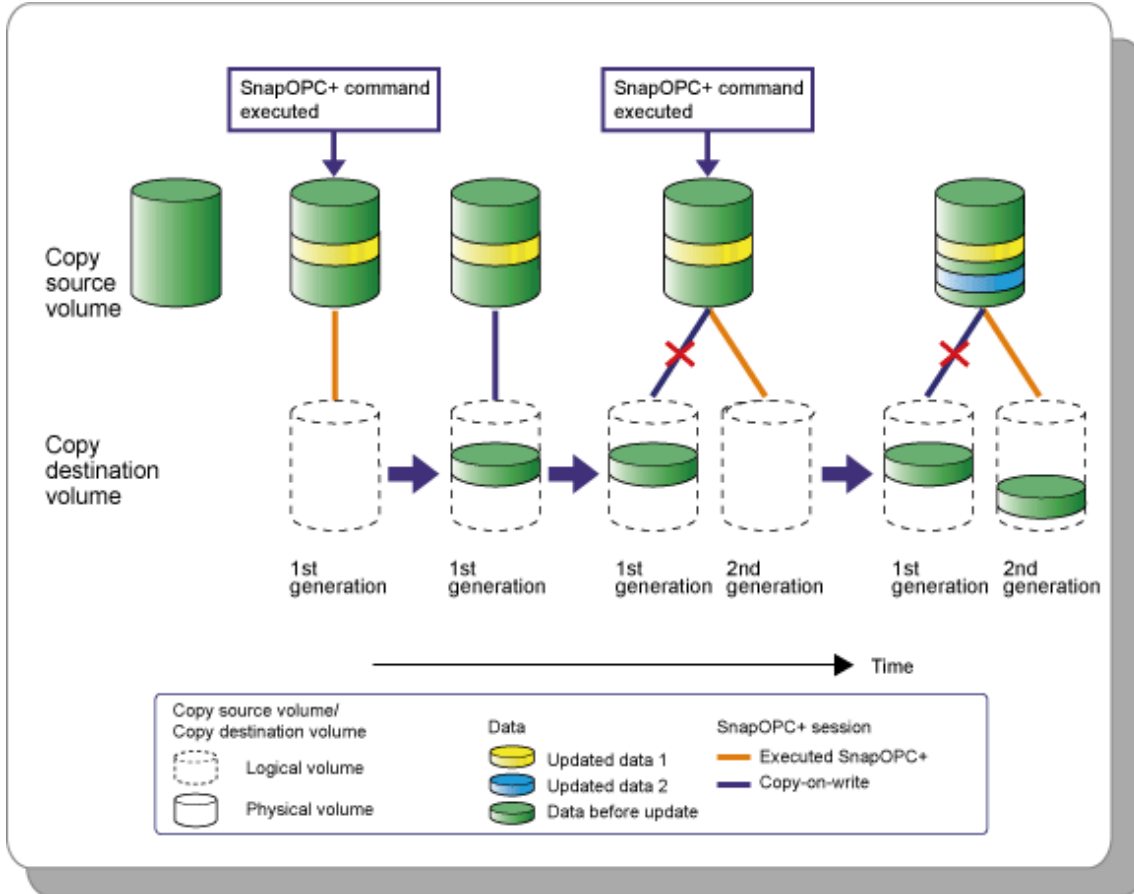 SnapOPC+ command
executed
SnapOPC+ command
executed
Copy
source
volume
Copy
destination
volume
1st
generation
1st
generation
1st
generation
2nd
generation
1st
generation
2nd
generation
Time
Copy source volume/
Copy destination volume
Logical volume
Physical volume
Data
Updated data 1
Updated data 2
Data before update
SnapOPC+ session
Executed SnapOPC+
Copy-on-write